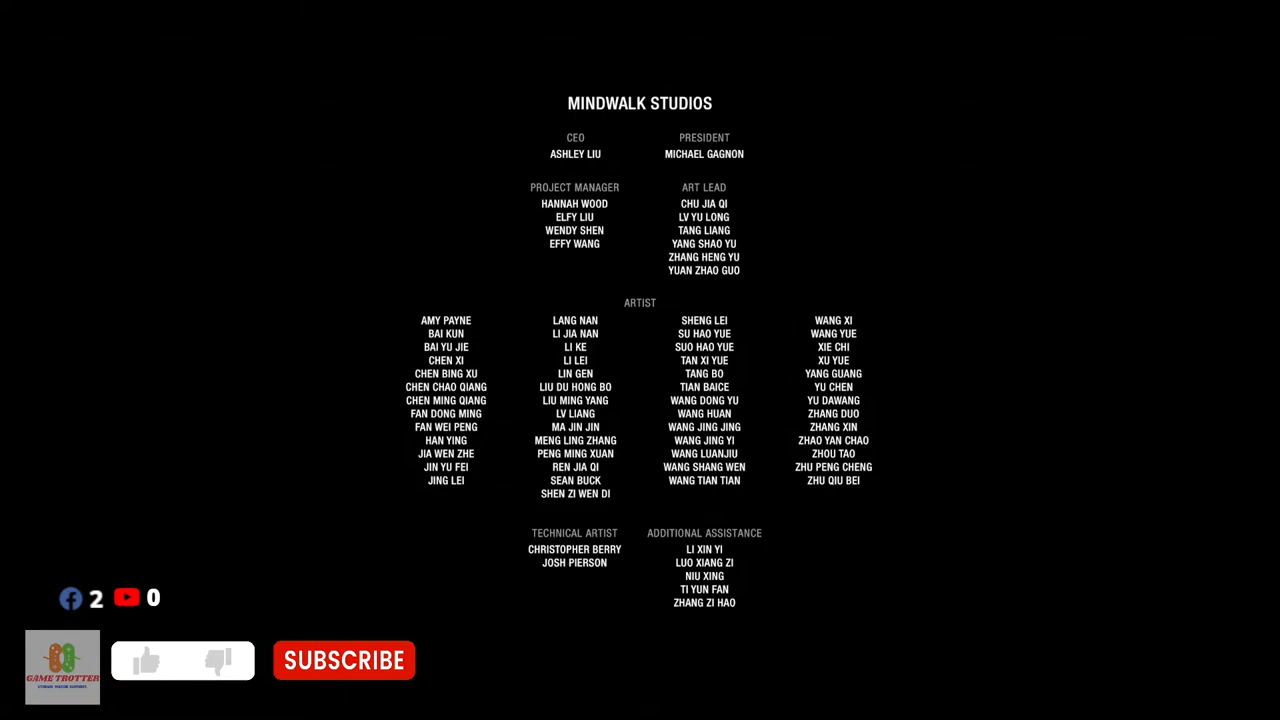 MINDWALK STUDIOS
CEO
ASHLEY LIU
PRESIDENT
MICHAEL GAGNON
PROJECT MANAGER
HANNAH WOOD
ELFY LIU
WENDY SHEN
EFFY WANG
ART LEAD
CHU JIA QI
LV YU LONG
TANG LIANG
YANG SHAO YU
ZHANG HENG YU
YUAN ZHAO GUO
ARTIST
AMY PAYNE
BAI KUN
BAI YU JIE
CHEN XI
CHEN BING XU
CHEN CHAO QIANG
CHEN MING QIANG
FAN DONG MING
FAN WEI PENG
HAN YING
JIA WEN ZHE
JIN YU FEI
JING LEI
LANG NAN
LI JIA NAN
LI KE
LI LEI
LIN GEN
LIU DU HONG BO
LIU MING YANG
LV LIANG
MA JIN JIN
MENG LING ZHANG
PENG MING XUAN
REN JIA QI
SEAN BUCK
SHEN ZI WEN DI
SHENG LEI
SU HAO YUE
SUO HAO YUE
TAN XI YUE
TANG BO
TIAN BAICE
WANG DONG YU
WANG HUAN
WANG JING JING
WANG JING YI
WANG LUANJIU
WANG SHANG WEN
WANG TIAN TIAN
WANG XI
WANG YUE
XIE CHI
XU YUE
YANG GUANG
YU CHEN
YU DAWANG
ZHANG DUO
ZHANG XIN
ZHAO YAN CHAO
ZHOU TAO
ZHU PENG CHENG
ZHU QIU BEI
TECHNICAL ARTIST
CHRISTOPHER BERRY
JOSH PIERSON
ADDITIONAL ASSISTANCE
LI XIN YI
LUO XIANG ZI
NIU XING
TI YUN FAN
ZHANG ZI HAO
2 0
GAME TROTTER
SUBSCRIBE